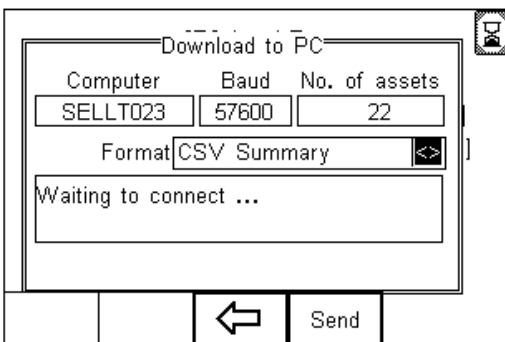 Download to PC
Computer Baud No. of assets
SELLT023 57600 22
Format CSV Summary <>
Waiting to connect ...
Send